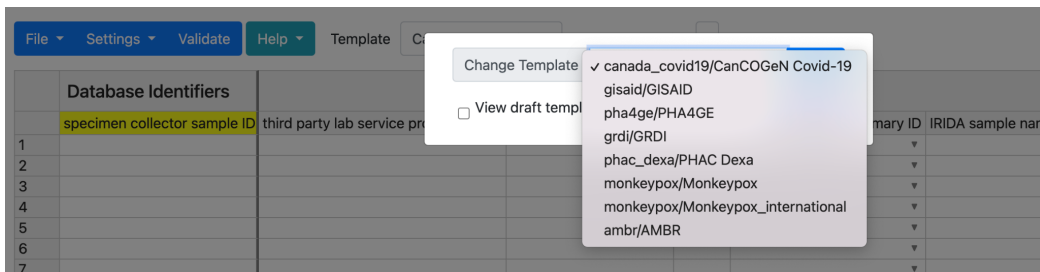 File Settings Validate Help Template
Change Template
✓ canada_covid19/CanCOGeN Covid-19
gisaid/GISAID
pha4ge/PHA4GE
grdi/GRDI
phac_dexa/PHAC Dexa
monkeypox/Monkeypox
monkeypox/Monkeypox_international
ambr/AMBR
View draft templ
Database Identifiers
specimen collector sample ID third party lab service pro mary ID IRIDA sample nar
1
2
3
4
5
6
7